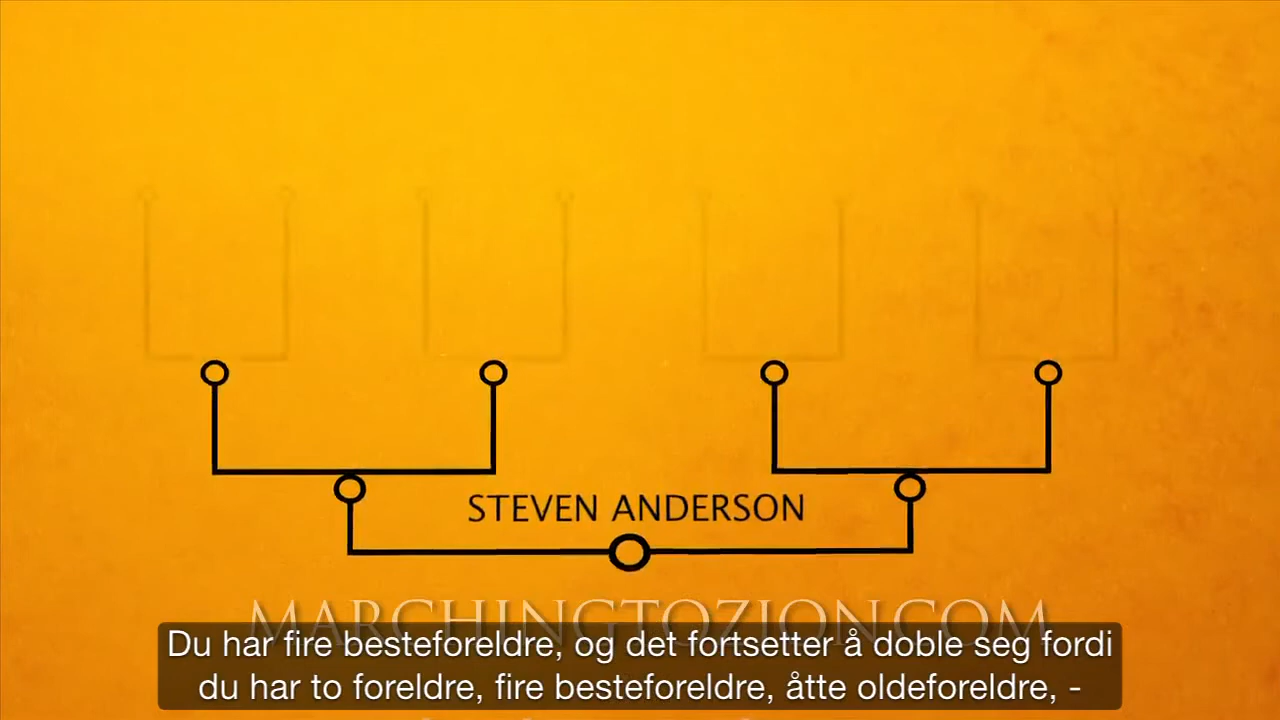 STEVEN ANDERSON
MARCHINGTOZION.COM
Du har fire besteforeldre, og det fortsetter å doble seg fordi
du har to foreldre, fire besteforeldre, åtte oldeforeldre, -